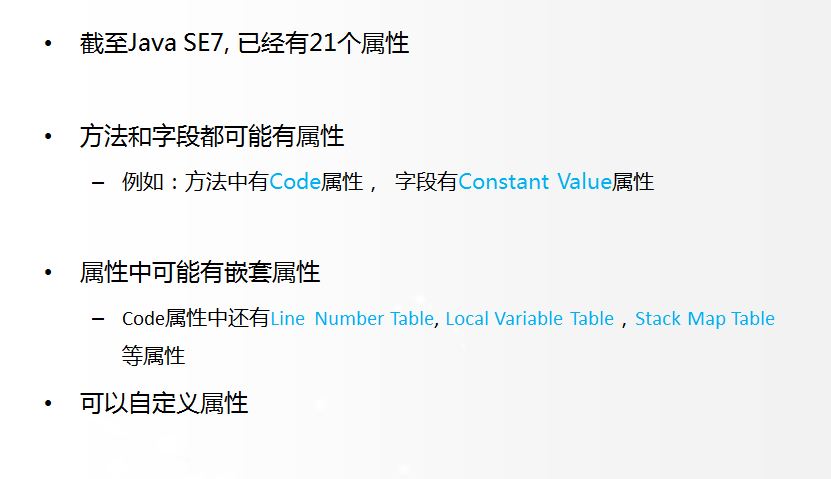 • 截至Java SE7, 已经有21个属性
• 方法和字段都可能有属性
– 例如：方法中有Code属性， 字段有Constant Value属性
• 属性中可能有嵌套属性
– Code属性中还有Line Number Table, Local Variable Table，Stack Map Table
等属性
• 可以自定义属性